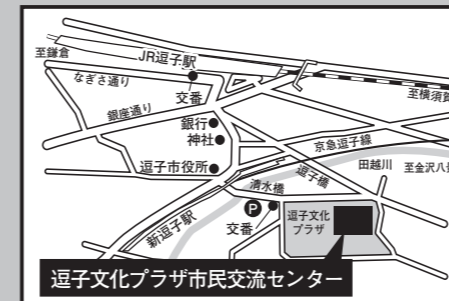 至鎌倉
JR逗子駅
なぎさ通り
交番
至横須賀
銀座通り
銀行
神社
京急逗子線
逗子市役所
逗子橋
田越川
至金沢八
清水橋
新逗子駅
P
交番
逗子文化
プラザ
逗子文化プラザ市民交流センター